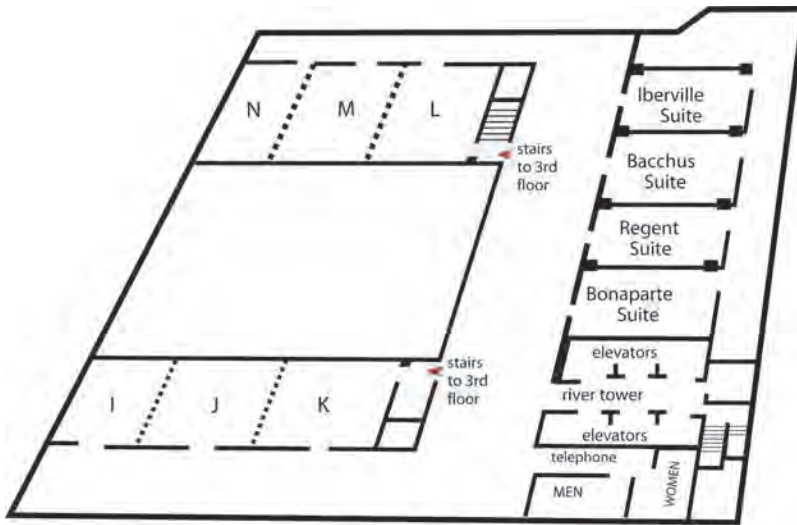 N
M
L
stairs
to 3rd
floor
Iberville
Suite
Bacchus
Suite
Regent
Suite
Bonaparte
Suite
elevators
river tower
elevators
telephone
MEN
WOMEN
I
J
K
stairs
to 3rd
floor